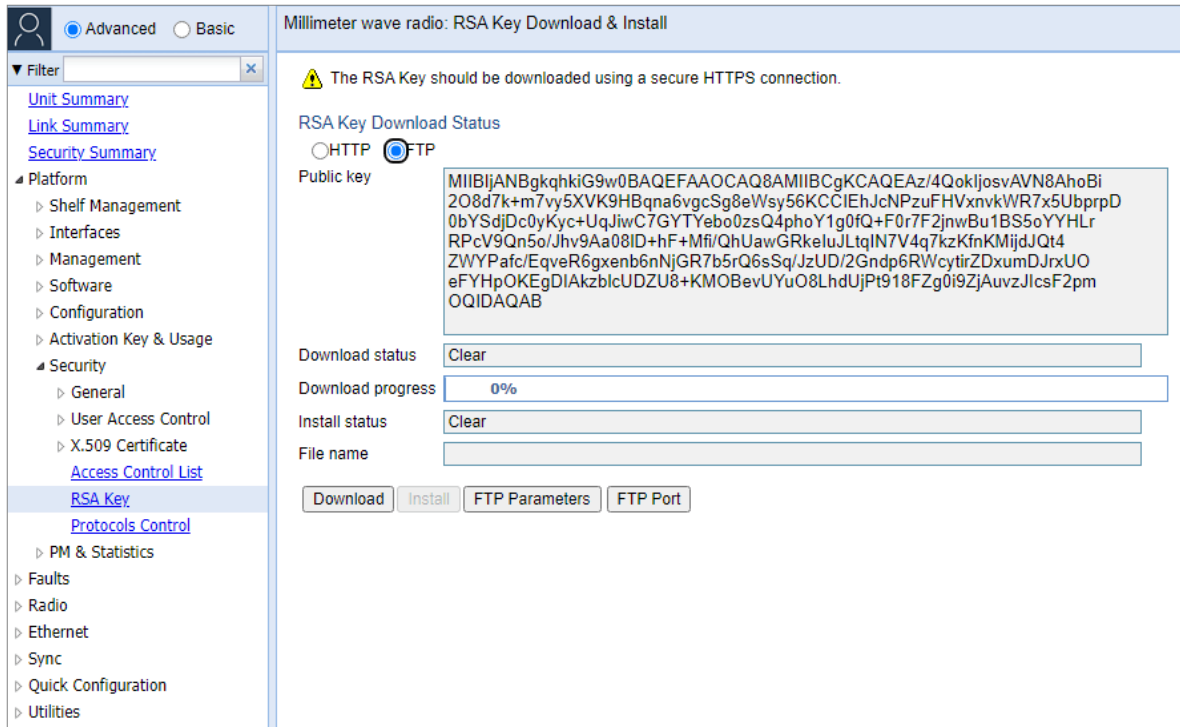 Advanced Basic
Filter
Unit Summary
Link Summary
Security Summary
Platform
Shelf Management
Interfaces
Management
Software
Configuration
Activation Key & Usage
Security
General
User Access Control
X.509 Certificate
Access Control List
RSA Key
Protocols Control
PM & Statistics
Faults
Radio
Ethernet
Sync
Quick Configuration
Utilities
Millimeter wave radio: RSA Key Download & Install
The RSA Key should be downloaded using a secure HTTPS connection.
RSA Key Download Status
HTTP FTP
Public key
MIIBIjANBgkqhkiG9w0BAQEFAAOCAQ8AMIIBCgKCAQEAz/4QokIjosvAVN8AhoBi
2O8d7k+m7vy5XVK9HBqna6vgcSg8eWsy56KCCIEhJcNPzuFHVxnvkWR7x5UbprpD
0bYSdjDc0yKyc+UqJiwC7GYTYebo0zsQ4phoY1g0fQ+F0r7F2jnwBu1BS5oYYHLr
RPcV9Qn5o/Jhv9Aa08ID+hF+Mfi/QhUawGRkeIuJLtqIN7V4q7kzKfnKMijdJQt4
ZWYPafc/EqveR6gxenb6nNjGR7b5rQ6sSq/JzUD/2Gndp6RWcytirZDxumDJrxUO
eFYHpOKEgDIAkzblcUDZU8+KMOBevUYuO8LhdUjPt918FZg0i9ZjAuvzJIcsF2pm
OQIDAQAB
Download status Clear
Download progress 0%
Install status Clear
File name
Download Install FTP Parameters FTP Port